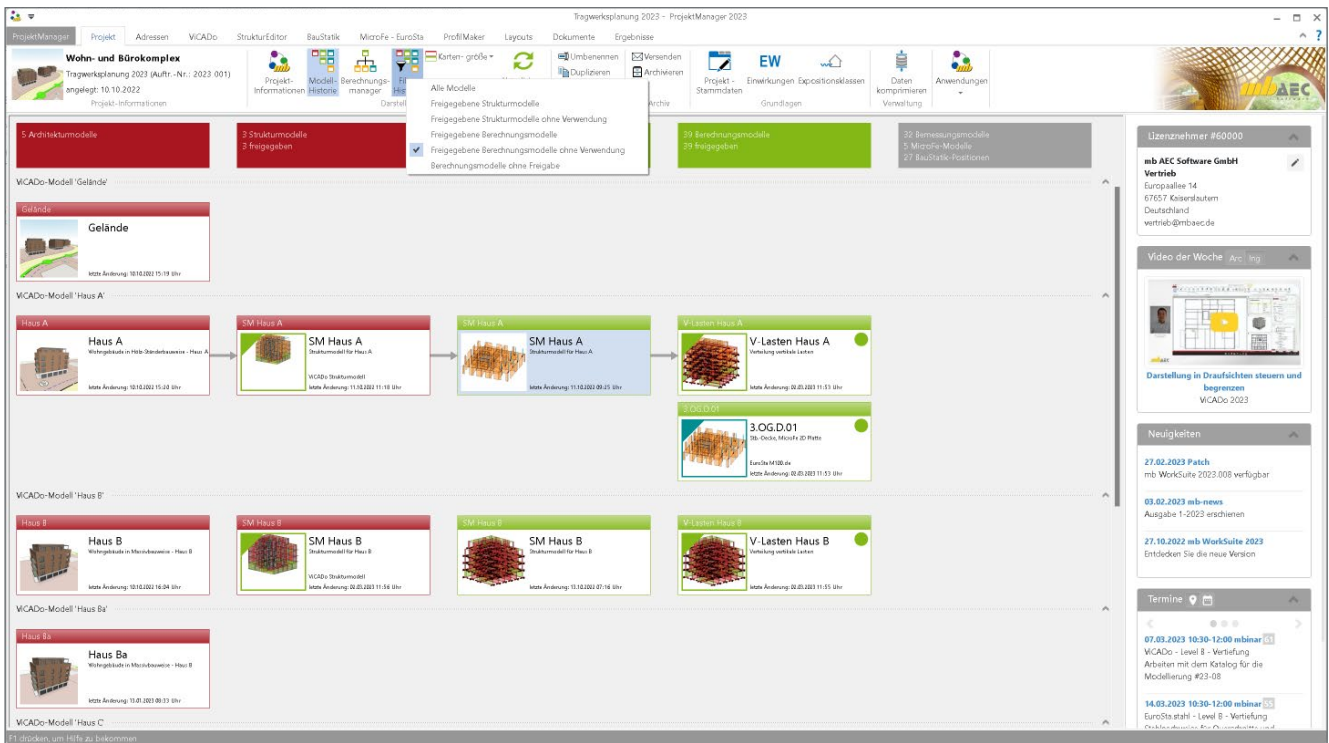 Tragwerksplanung 2023 - ProjektManager 2023
ProjektManager Projekt Adressen ViCADo StrukturEditor BauStatik MicroFe - EuroSta ProfilMaker Layouts Dokumente Ergebnisse
Wohn- und Bürokomplex
Tragwerksplanung 2023 (Auftr.-Nr.: 2023 001)
angelegt: 10.10.2022
Projekt-Informationen
Projekt-
Informationen
Modell-
Historie
Berechnungs-
manager
Karten- größe
Umbenennen
Duplizieren
Versenden
Archivieren
Archiv
Projekt -
Stammdaten
EW
Einwirkungen
Expositionsklassen
Grundlagen
Daten
komprimieren
Verwaltung
Anwendungen
mbAEC
Software
Alle Modelle
Freigegebene Strukturmodelle
Freigegebene Strukturmodelle ohne Verwendung
Freigegebene Berechnungsmodelle
Freigegebene Berechnungsmodelle ohne Verwendung
Berechnungsmodelle ohne Freigabe
5 Architekturmodelle
3 Strukturmodelle
3 freigegeben
39 Berechnungsmodelle
29 freigegeben
32 Bemessungsmodelle
5 MicroFe-Modelle
27 BauStatik-Positionen
ViCADo-Modell 'Gelände'
Gelände
Gelände
letzte Änderung: 10.10.2022 15:19 Uhr
ViCADo-Modell 'Haus A'
Haus A
Haus A
Wohngebäude in Holz-Ständerbauweise - Haus A
letzte Änderung: 10.10.2022 15:20 Uhr
SM Haus A
SM Haus A
Strukturmodell für Haus A
ViCADo Strukturmodell
letzte Änderung: 11.10.2022 11:18 Uhr
SM Haus A
SM Haus A
Strukturmodell für Haus A
letzte Änderung: 11.10.2022 09:25 Uhr
V-Lasten Haus A
V-Lasten Haus A
Verteilung vertikale Lasten
letzte Änderung: 02.03.2023 11:53 Uhr
3.OG.D.01
3.OG.D.01
Stb.-Decke, MicroFe 2D Platte
EuroSta M100.de
letzte Änderung: 02.03.2023 11:53 Uhr
ViCADo-Modell 'Haus B'
Haus B
Haus B
Wohngebäude in Massivbauweise - Haus B
letzte Änderung: 10.10.2022 16:04 Uhr
SM Haus B
SM Haus B
Strukturmodell für Haus B
ViCADo Strukturmodell
letzte Änderung: 02.03.2023 11:56 Uhr
SM Haus B
SM Haus B
Strukturmodell für Haus B
letzte Änderung: 13.10.2022 07:16 Uhr
V-Lasten Haus B
V-Lasten Haus B
Verteilung vertikale Lasten
letzte Änderung: 02.03.2023 11:55 Uhr
ViCADo-Modell 'Haus Ba'
Haus Ba
Haus Ba
Wohngebäude in Massivbauweise - Haus B
letzte Änderung: 13.01.2023 08:33 Uhr
ViCADo-Modell 'Haus C'
Lizenznehmer #60000
mb AEC Software GmbH
Vertrieb
Europaallee 14
67657 Kaiserslautern
Deutschland
vertrieb@mbaec.de
Video der Woche Arc Ing
Darstellung in Draufsichten steuern und
begrenzen
ViCADo 2023
Neuigkeiten
27.02.2023 Patch
mb WorkSuite 2023.008 verfügbar
03.02.2023 mb-news
Ausgabe 1-2023 erschienen
27.10.2022 mb WorkSuite 2023
Entdecken Sie die neue Version
Termine
07.03.2023 10:30-12:00 mbinar
ViCADo - Level B - Vertiefung
Arbeiten mit dem Katalog für die
Modellierung #23-08
14.03.2023 10:30-12:00 mbinar
EuroSta.stahl - Level B - Vertiefung
F1 drücken, um Hilfe zu bekommen